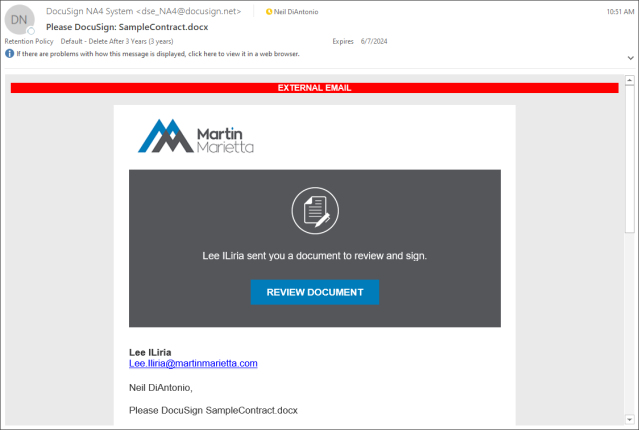 DN
DocuSign NA4 System <dse_NA4@docusign.net>
Neil DiAntonio
10:51 AM
Please DocuSign: SampleContract.docx
Retention Policy Default - Delete After 3 Years (3 years)
Expires 6/7/2024
If there are problems with how this message is displayed, click here to view it in a web browser.
EXTERNAL EMAIL
Martin
Marietta
Lee ILiria sent you a document to review and sign.
REVIEW DOCUMENT
Lee ILiria
Lee.Iliria@martinmarietta.com
Neil DiAntonio,
Please DocuSign SampleContract.docx